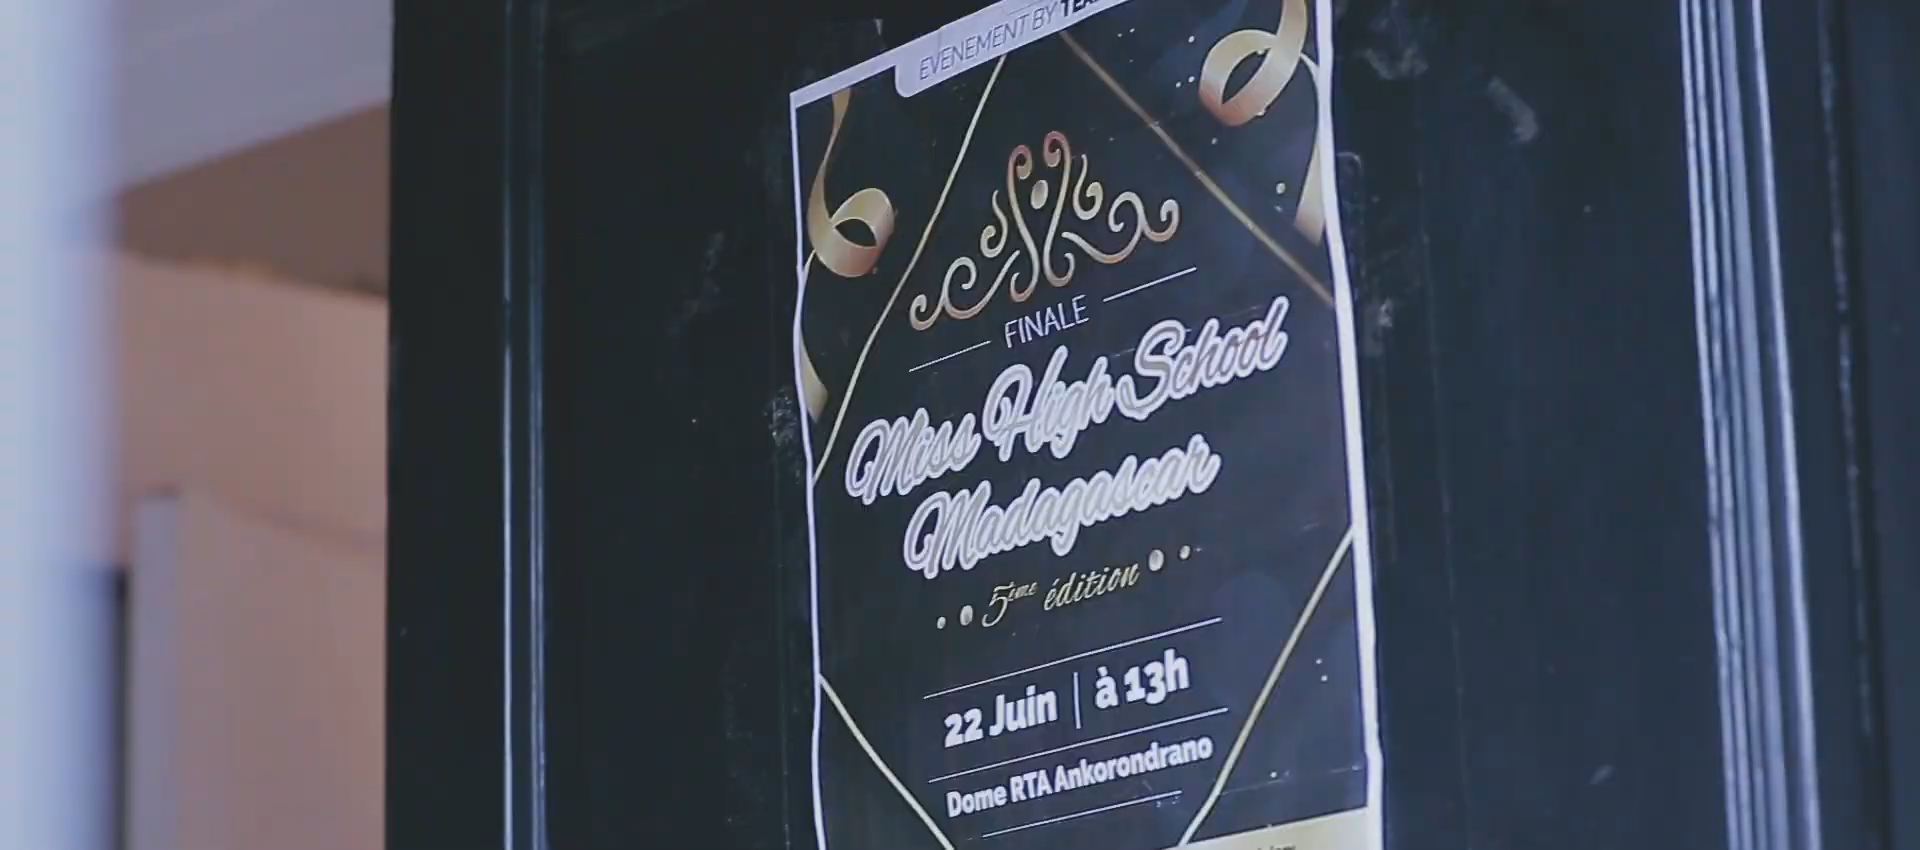 EVENEMENT BY
FINALE
Miss High School
Madagascar
5ème édition
22 Juin | à 13h
Dome RTA Ankorondrano